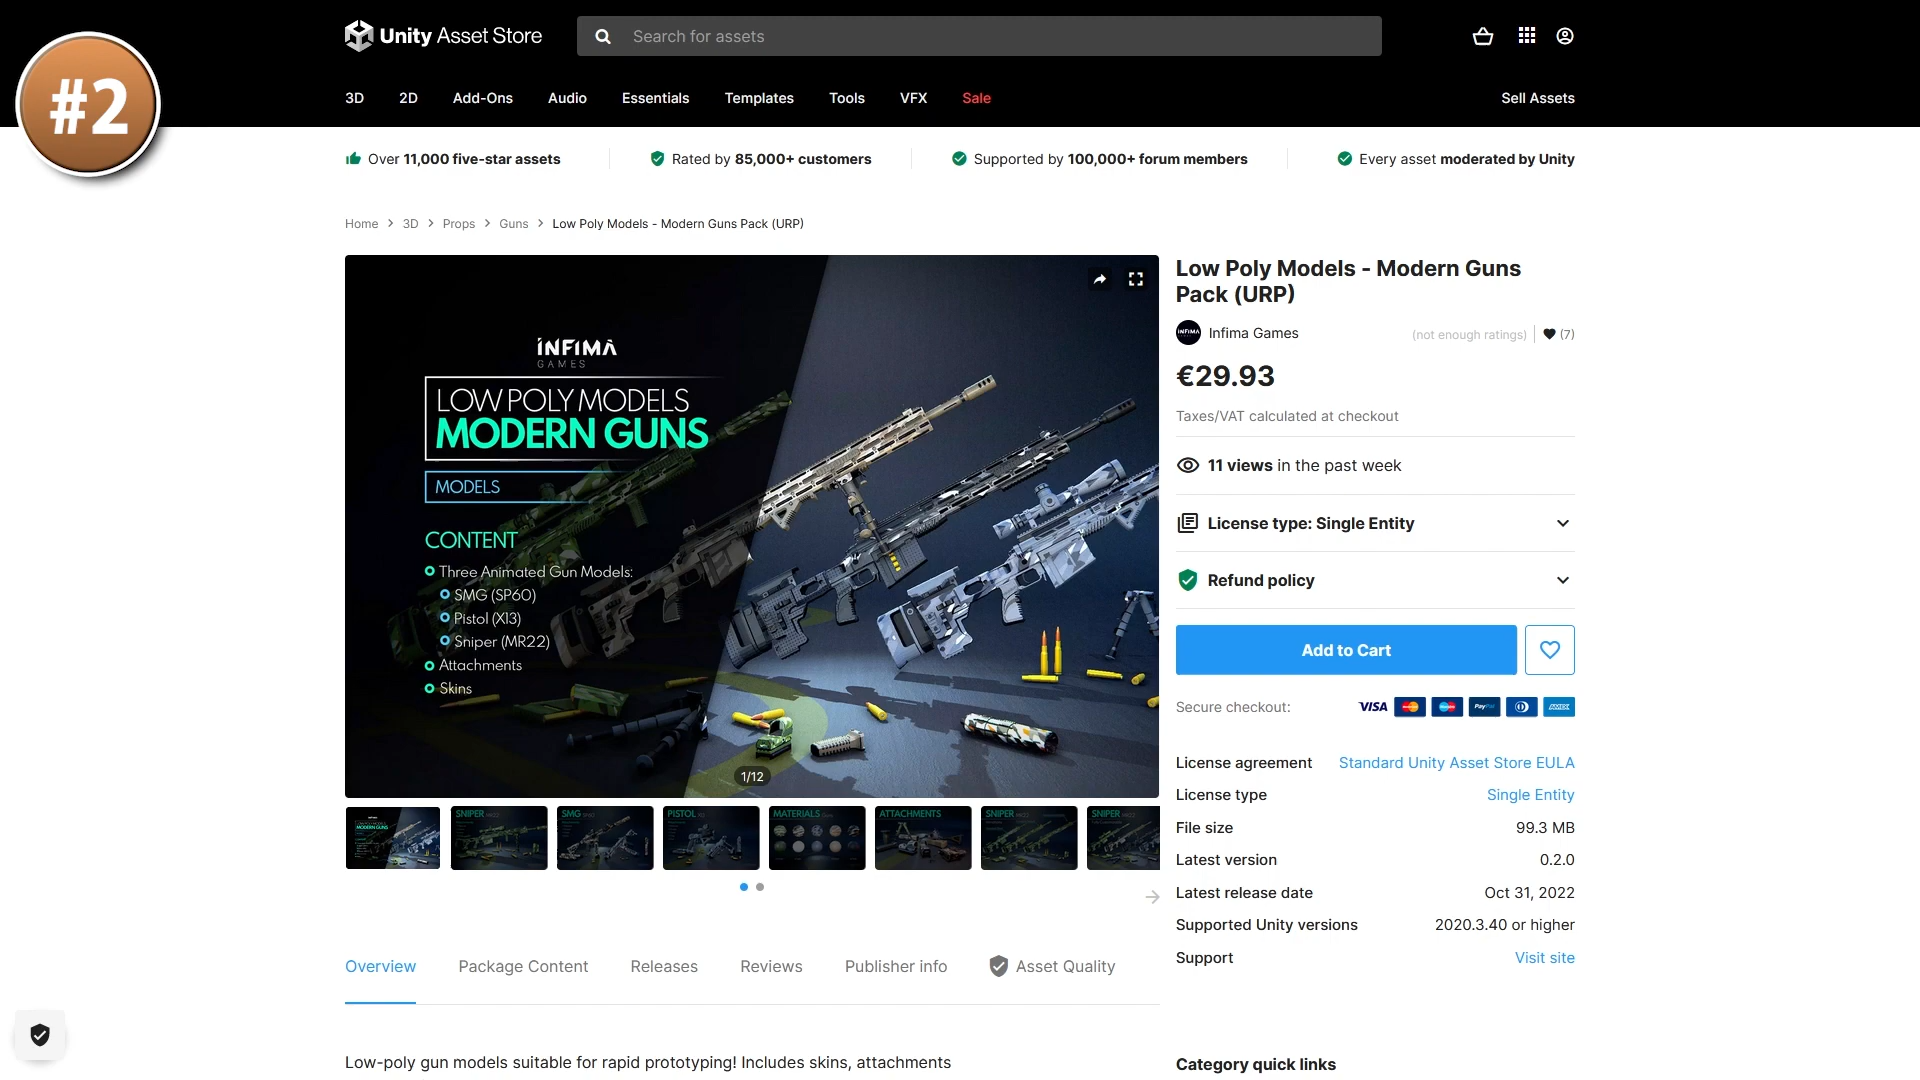 #2
Unity Asset Store
Search for assets
3D 2D Add-Ons Audio Essentials Templates Tools VFX Sale Sell Assets
Over 11,000 five-star assets
Rated by 85,000+ customers
Supported by 100,000+ forum members
Every asset moderated by Unity
Home > 3D > Props > Guns > Low Poly Models - Modern Guns Pack (URP)
INFIMA
GAMES
LOW POLY MODELS
MODERN GUNS
MODELS
CONTENT
Three Animated Gun Models:
SMG (SP60)
Pistol (X13)
Sniper (MR22)
Attachments
Skins
1/12
MODERN GUNS
SNIPER
SMG
PISTOL
MATERIALS
ATTACHMENTS
SNIPER
SNIPER
Low Poly Models - Modern Guns
Pack (URP)
INFIMA
Infima Games
(not enough ratings)
(7)
€29.93
Taxes/VAT calculated at checkout
11 views in the past week
License type: Single Entity
Refund policy
Add to Cart
Secure checkout:
VISA
PayPal
AMEX
License agreement Standard Unity Asset Store EULA
License type Single Entity
File size 99.3 MB
Latest version 0.2.0
Latest release date Oct 31, 2022
Supported Unity versions 2020.3.40 or higher
Support Visit site
Overview Package Content Releases Reviews Publisher info Asset Quality
Low-poly gun models suitable for rapid prototyping! Includes skins, attachments
Category quick links